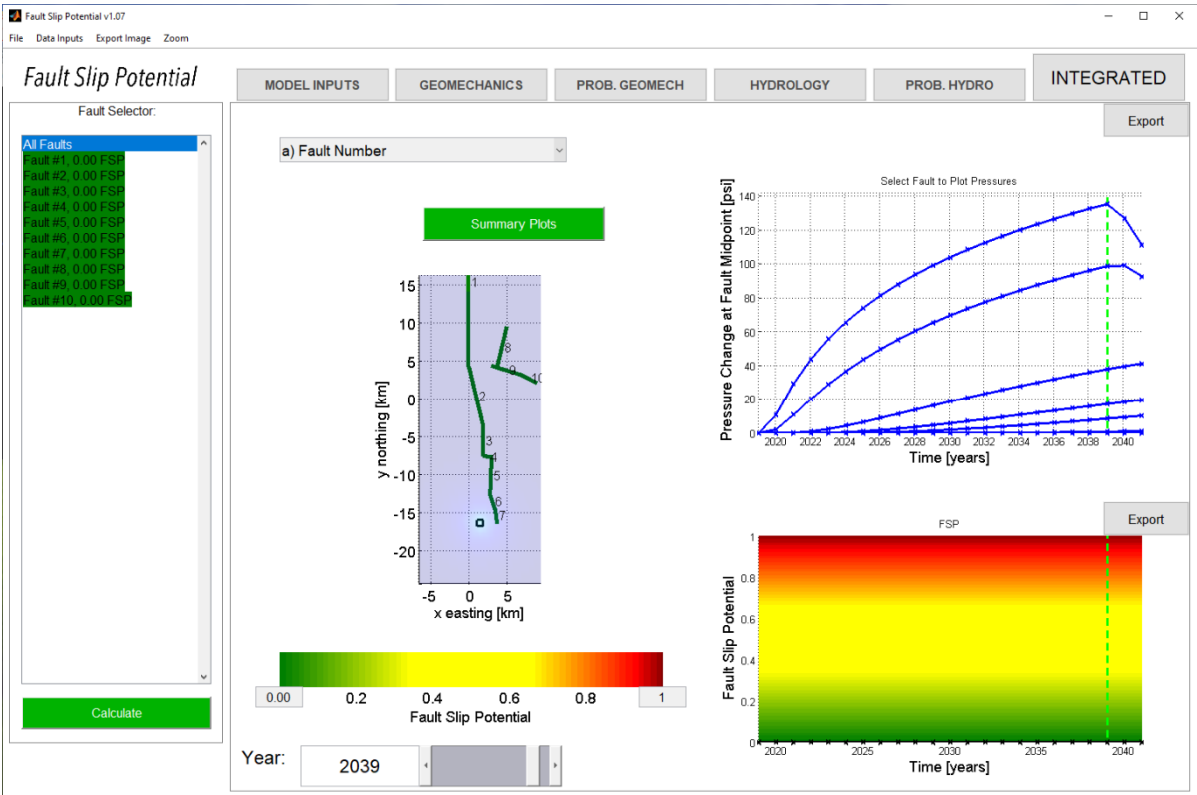 Fault Slip Potential v1.07
File Data Inputs Export Image Zoom
Fault Slip Potential
MODEL INPUTS
GEOMECHANICS
PROB. GEOMECH
HYDROLOGY
PROB. HYDRO
INTEGRATED
Fault Selector:
All Faults
Fault #1, 0.00 FSP
Fault #2, 0.00 FSP
Fault #3, 0.00 FSP
Fault #4, 0.00 FSP
Fault #5, 0.00 FSP
Fault #6, 0.00 FSP
Fault #7, 0.00 FSP
Fault #8, 0.00 FSP
Fault #9, 0.00 FSP
Fault #10, 0.00 FSP
Calculate
a) Fault Number
Summary Plots
y nothing [km]
15
10
5
0
-5
-10
-15
-20
1
2
3
4
5
6
7
8
9
10
-5 0 5
x easting [km]
0.00 0.2 0.4 0.6 0.8 1
Fault Slip Potential
Year:
2039
Export
Select Fault to Plot Pressures
Pressure Change at Fault Midpoint [psi]
140
120
100
80
60
40
20
0
2020 2022 2024 2026 2028 2030 2032 2034 2036 2038 2040
Time [years]
Export
FSP
Fault Slip Potential
1
0.8
0.6
0.4
0.2
0
2020 2025 2030 2035 2040
Time [years]